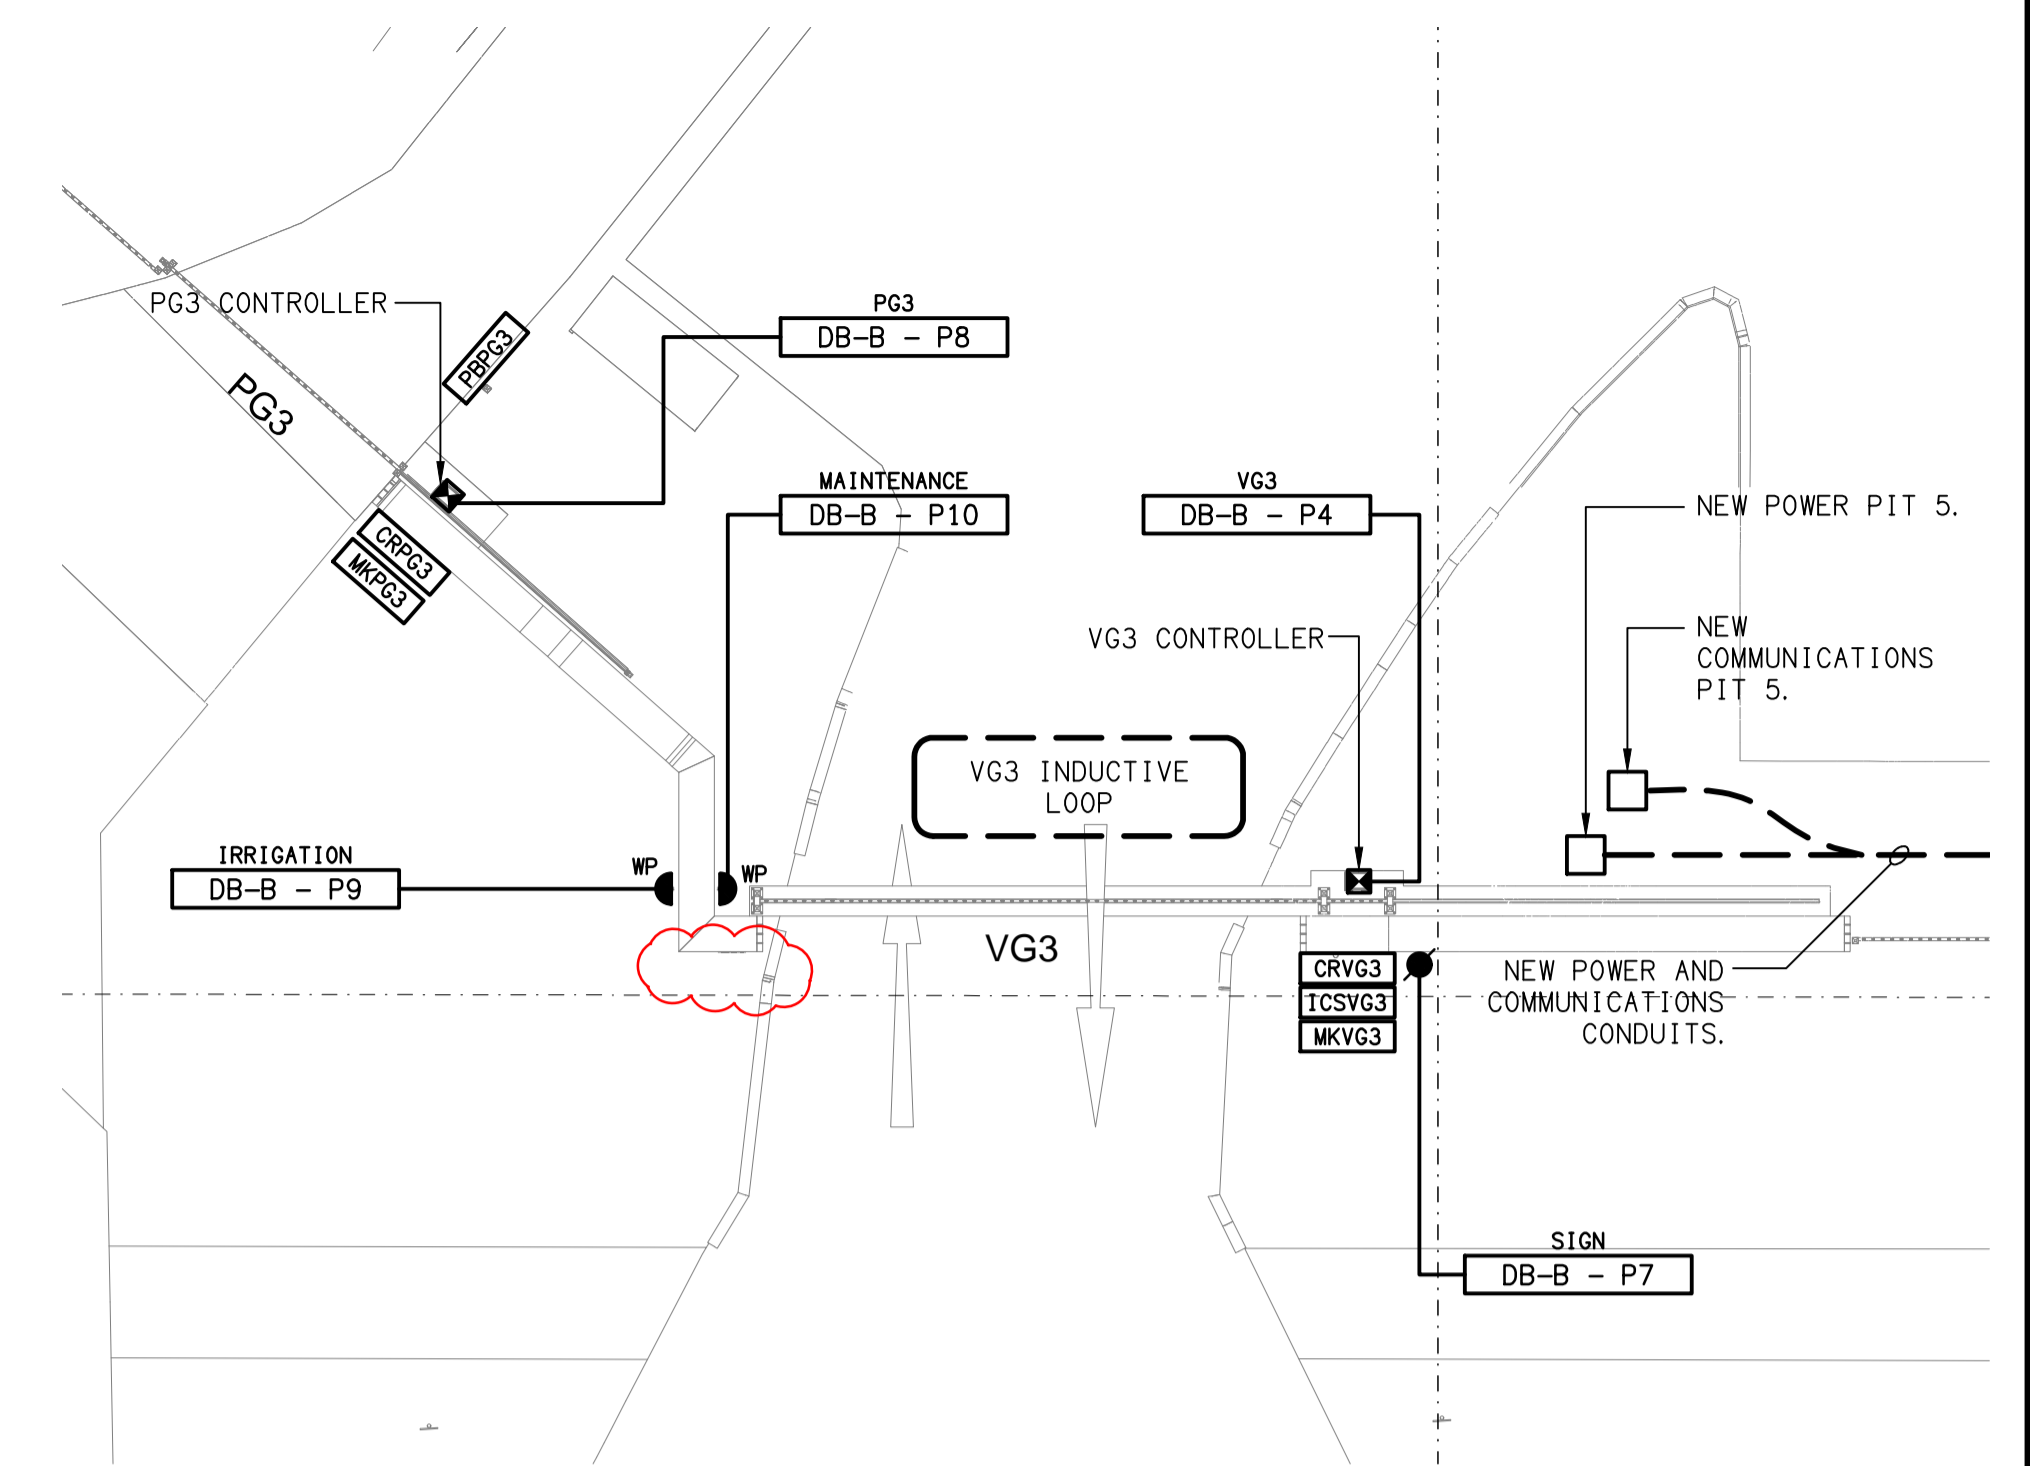 PG3 CONTROLLER
PBPG3
PG3
DB-B - P8
PG3
MAINTENANCE
DB-B - P10
VG3
DB-B - P4
NEW POWER PIT 5.
CRPG3
MKPG3
VG3 CONTROLLER
NEW
COMMUNICATIONS
PIT 5.
VG3 INDUCTIVE
LOOP
IRRIGATION
DB-B - P9
WP
WP
VG3
CRVG3
ICSVG3
MKVG3
NEW POWER AND
COMMUNICATIONS
CONDUITS.
SIGN
DB-B - P7